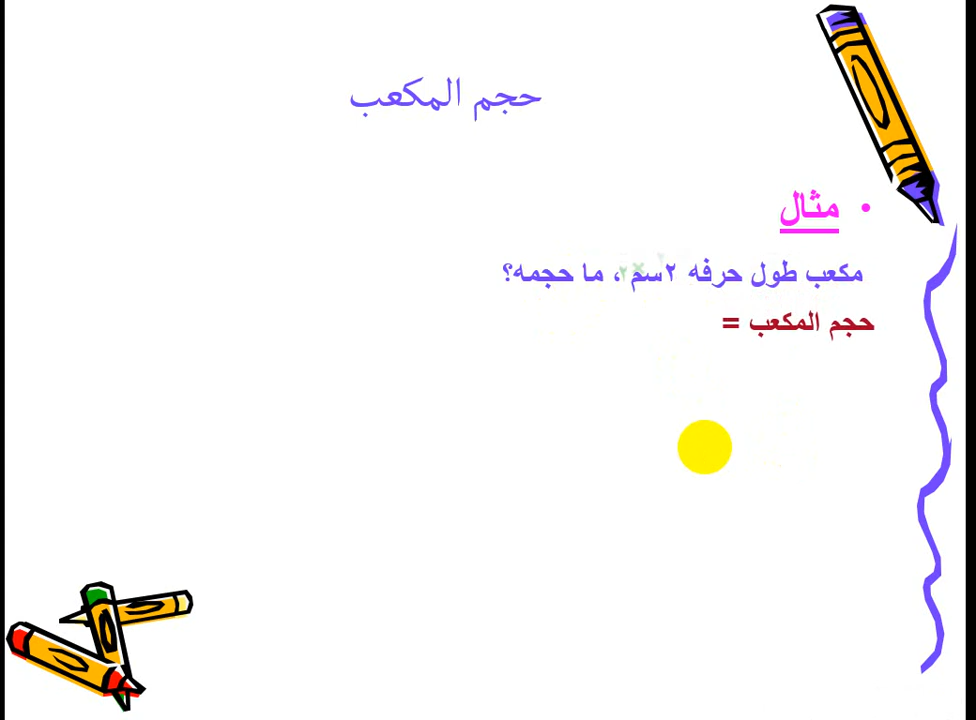 حجم المكعب
• مثال
مكعب طول حرفه ٢سم، ما حجمه؟
حجم المكعب =